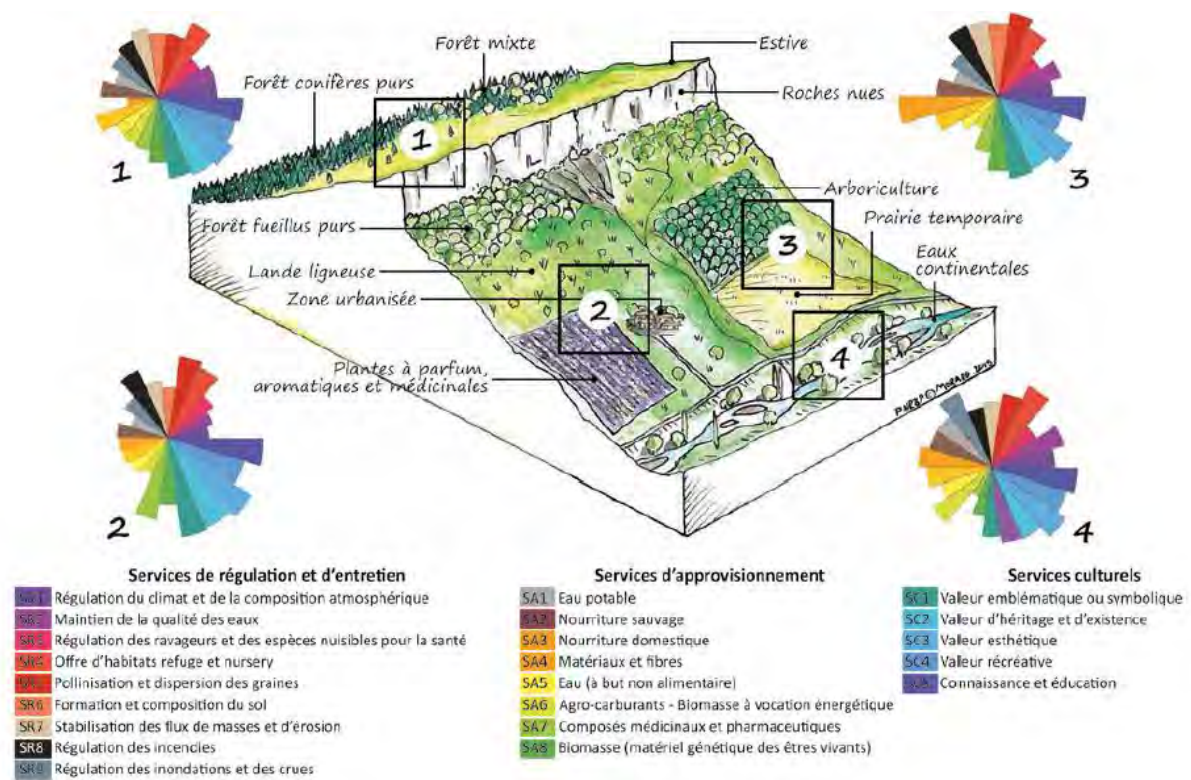 Forêt mixte
Estive
Forêt conifères purs
Roches nues
1
1
3
Arboriculture
Prairie temporaire
Forêt fueillus purs
3
Eaux
continentales
Lande ligneuse
Zone urbanisée
2
4
Plantes à parfum,
aromatiques et médicinales
2
4
Services de régulation et d'entretien
Régulation du climat et de la composition atmosphérique
SR2 Maintien de la qualité des eaux
SR3 Régulation des ravageurs et des espèces nuisibles pour la santé
SR4 Offre d'habitats refuge et nursery
Pollinisation et dispersion des graines
SR6 Formation et composition du sol
SR7 Stabilisation des flux de masses et d'érosion
SR8 Régulation des incendies
SR9 Régulation des inondations et des crues
Services d'approvisionnement
SA1 Eau potable
SA2 Nourriture sauvage
SA3 Nourriture domestique
SA4 Matériaux et fibres
SA5 Eau (à but non alimentaire)
SA6 Agro-carburants - Biomasse à vocation énergétique
SA7 Composés médicinaux et pharmaceutiques
SA8 Biomasse (matériel génétique des êtres vivants)
Services culturels
SC1 Valeur emblématique ou symbolique
SC2 Valeur d'héritage et d'existence
SC3 Valeur esthétique
SC4 Valeur récréative
SC5 Connaissance et éducation